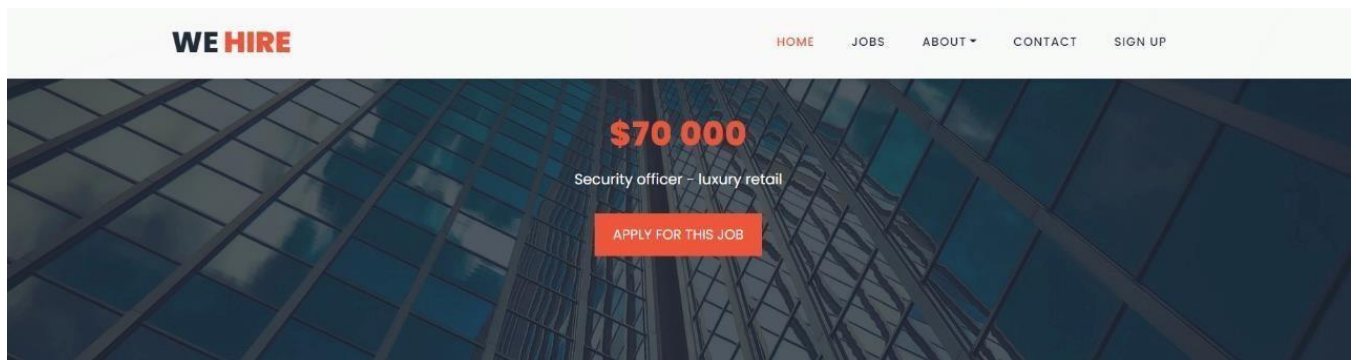 WE HIRE
HOME JOBS ABOUT CONTACT SIGN UP
$70 000
Security officer - luxury retail
APPLY FOR THIS JOB